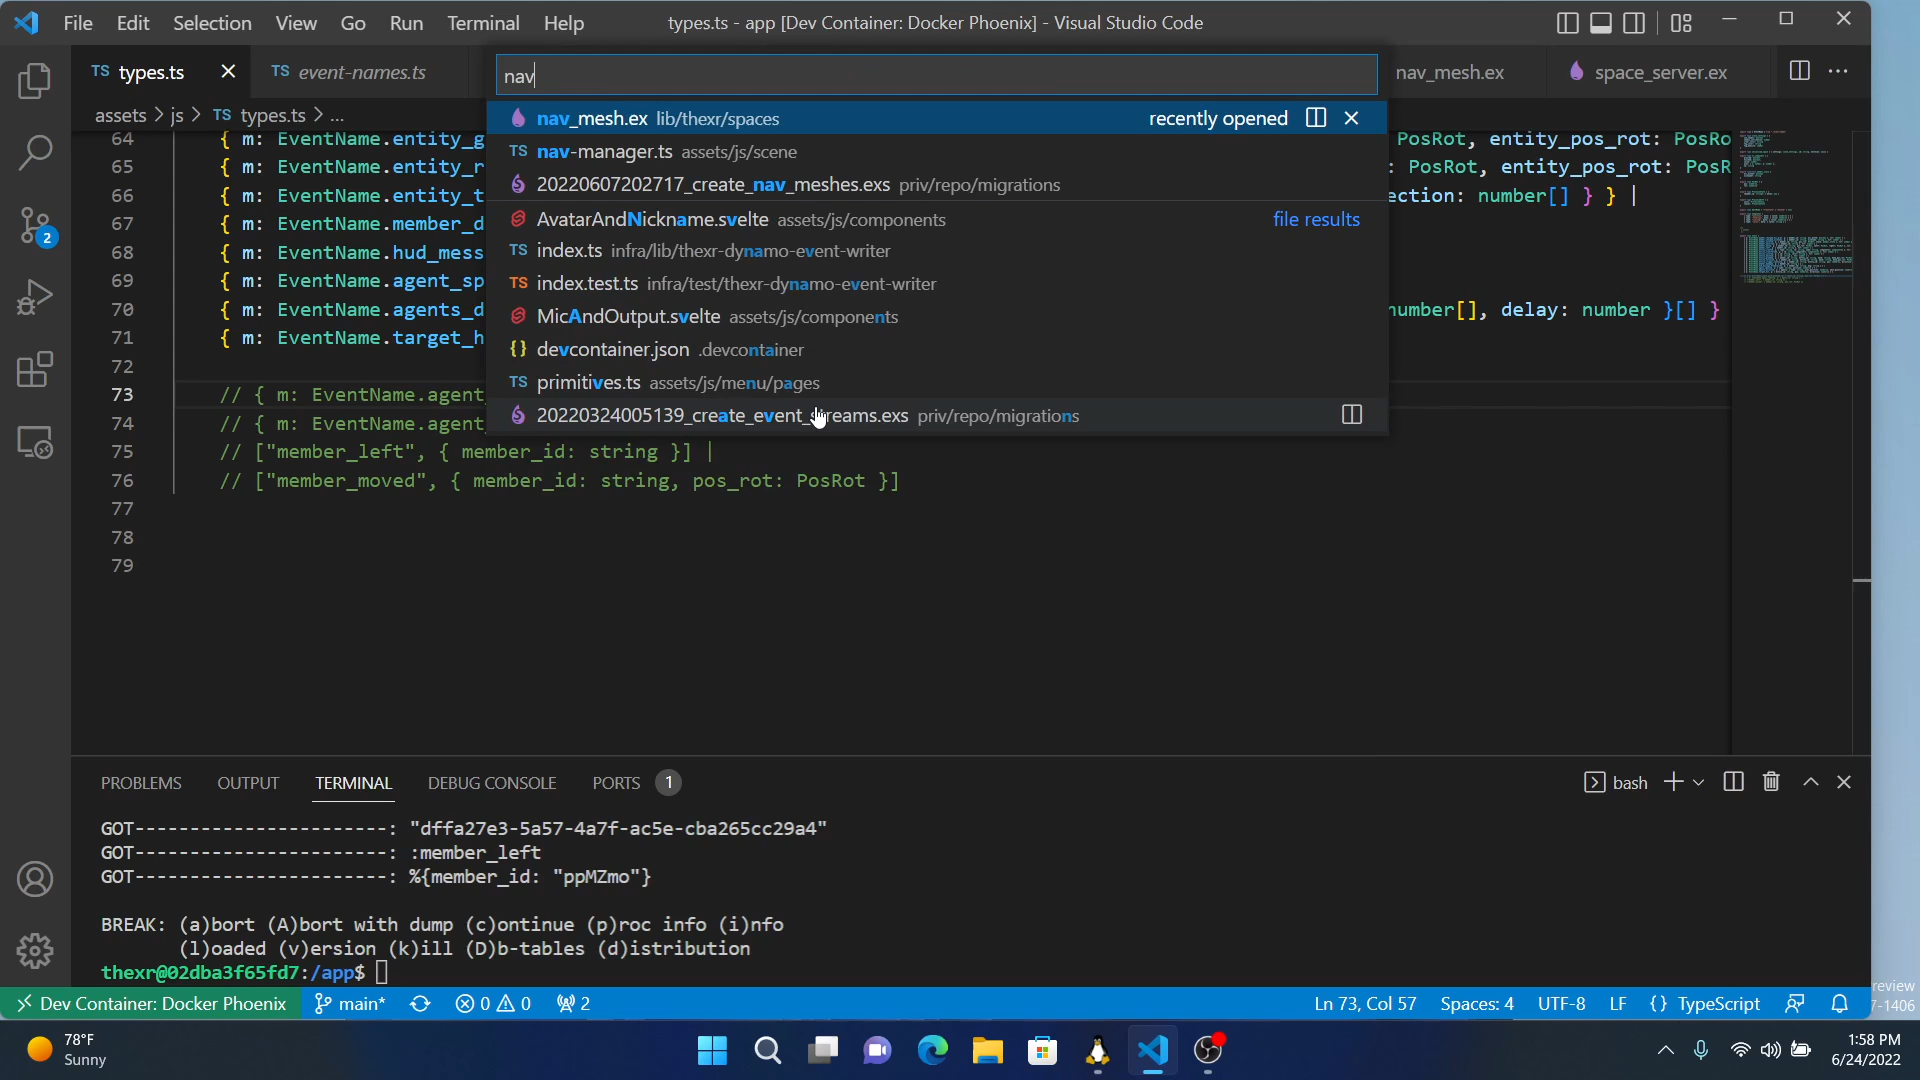 File Edit Selection View Go Run Terminal Help types.ts - app [Dev Container: Docker Phoenix] - Visual Studio Code
TS types.ts TS event-names.ts nav_mesh.ex space_server.ex
nav
assets > js > TS types.ts > ...
nav_mesh.ex lib/thexr/spaces recently opened
nav-manager.ts assets/js/scene
20220607202717_create_nav_meshes.exs priv/repo/migrations
AvatarAndNickname.svelte assets/js/components file results
TS index.ts infra/lib/thexr-dynamo-event-writer
TS index.test.ts infra/test/thexr-dynamo-event-writer
MicAndOutput.svelte assets/js/components
{} devcontainer.json .devcontainer
TS primitives.ts assets/js/menu/pages
20220324005139_create_event_streams.exs priv/repo/migrations
64 { m: EventName.entity_g PosRot, entity_pos_rot: PosRo
65 { m: EventName.entity_r : PosRot, entity_pos_rot: PosR
66 { m: EventName.entity_t ection: number[] } } |
67 { m: EventName.member_d
68 { m: EventName.hud_mess
69 { m: EventName.agent_sp
70 { m: EventName.agents_d number[], delay: number }[] }
71 { m: EventName.target_h
72
73 // { m: EventName.agent_
74 // { m: EventName.agent_
75 // ["member_left", { member_id: string }] |
76 // ["member_moved", { member_id: string, pos_rot: PosRot }]
77
78
79
PROBLEMS OUTPUT TERMINAL DEBUG CONSOLE PORTS 1 bash
GOT-----------------------: "dffa27e3-5a57-4a7f-ac5e-cba265cc29a4"
GOT-----------------------: :member_left
GOT-----------------------: %{member_id: "ppMZmo"}
BREAK: (a)bort (A)bort with dump (c)ontinue (p)roc info (i)nfo
(l)oaded (v)ersion (k)ill (D)b-tables (d)istribution
thexr@02dba3f65fd7:/app$
Dev Container: Docker Phoenix main* 0 0 2 Ln 73, Col 57 Spaces: 4 UTF-8 LF {} TypeScript
review
7-1406
78°F
Sunny
1:58 PM
6/24/2022
2